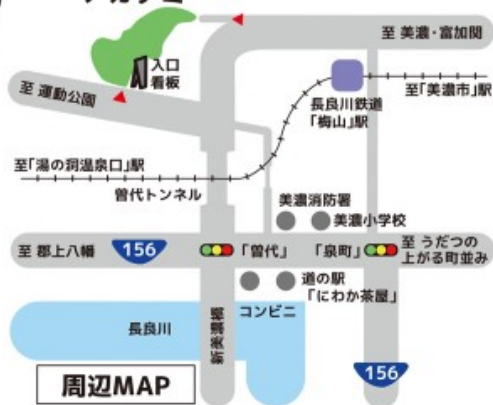 至 美濃・富加関
入口
看板
至 運動公園
長良川鉄道
「梅山」駅
至「美濃市」駅
至「湯の洞温泉口」駅
曽代トンネル
美濃消防署
美濃小学校
至 郡上八幡
156
「曽代」
「泉町」
至 うだつの
上がる町並み
道の駅
「にわか茶屋」
コンビニ
長良川
新美濃橋
156
周辺MAP